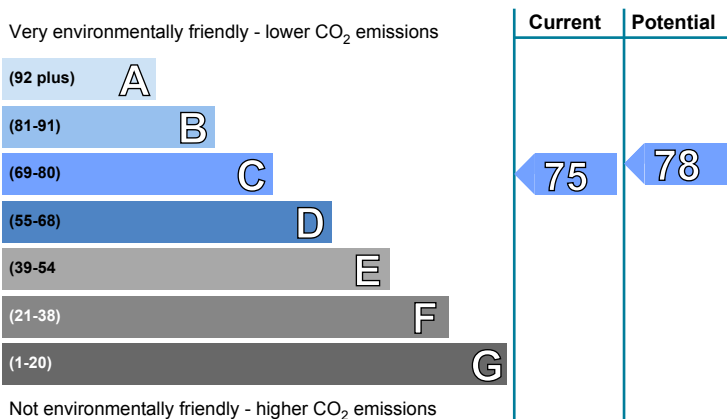 Very environmentally friendly - lower CO₂ emissions
Current Potential
(92 plus) A
(81-91) B
(69-80) C
75 78
(55-68) D
(39-54 E
(21-38) F
(1-20) G
Not environmentally friendly - higher CO₂ emissions